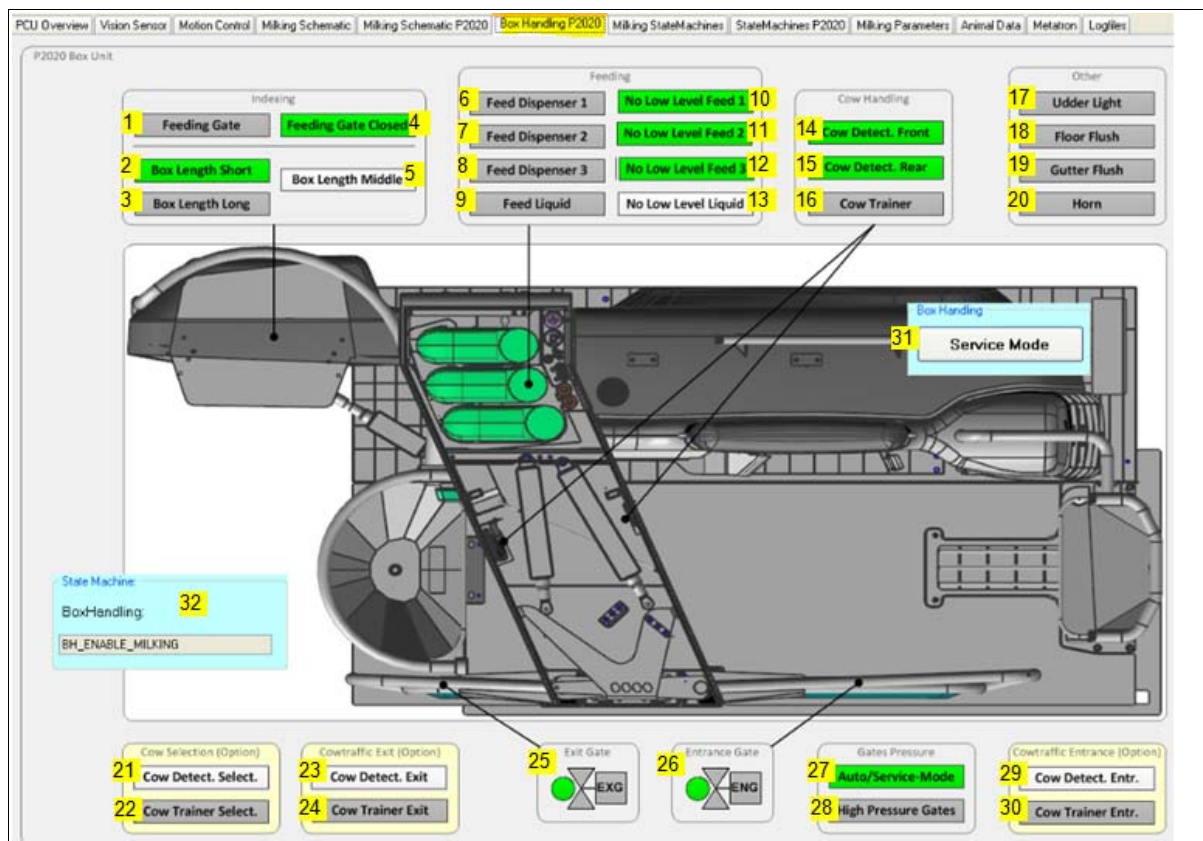 PCU Overview Vision Sensor Motion Control Milking Schematic Milking Schematic P2020 Box Handling P2020 Milking StateMachines StateMachines P2020 Milking Parameters Animal Data Metatron Logfiles
P2020 Box Unit
Indexing
1 Feeding Gate
Feeding Gate Closed 4
2 Box Length Short
Box Length Middle 5
3 Box Length Long
Feeding
6 Feed Dispenser 1
No Low Level Feed 1 10
7 Feed Dispenser 2
No Low Level Feed 2 11
8 Feed Dispenser 3
No Low Level Feed 3 12
9 Feed Liquid
No Low Level Liquid 13
Cow Handling
14 Cow Detect. Front
15 Cow Detect. Rear
16 Cow Trainer
Other
17 Udder Light
18 Floor Flush
19 Gutter Flush
20 Horn
Box Handling
31 Service Mode
State Machine:
BoxHandling: 32
BH_ENABLE_MILKING
Cow Selection (Option)
21 Cow Detect. Select.
22 Cow Trainer Select.
Cowtraffic Exit (Option)
23 Cow Detect. Exit
24 Cow Trainer Exit
Exit Gate
25 EXG
Entrance Gate
26 ENG
Gates Pressure
27 Auto/Service-Mode
28 High Pressure Gates
Cowtraffic Entrance (Option)
29 Cow Detect. Entr.
30 Cow Trainer Entr.